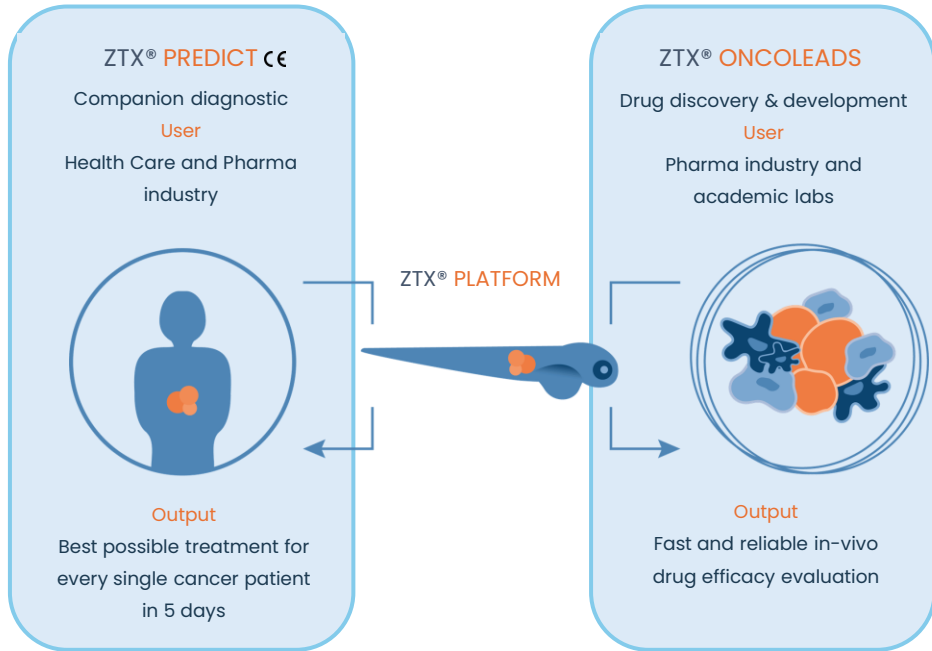 ZTX® PREDICT CE
Companion diagnostic
User
Health Care and Pharma
industry
Output
Best possible treatment for
every single cancer patient
in 5 days
ZTX® PLATFORM
ZTX® ONCOLEADS
Drug discovery & development
User
Pharma industry and
academic labs
Output
Fast and reliable in-vivo
drug efficacy evaluation